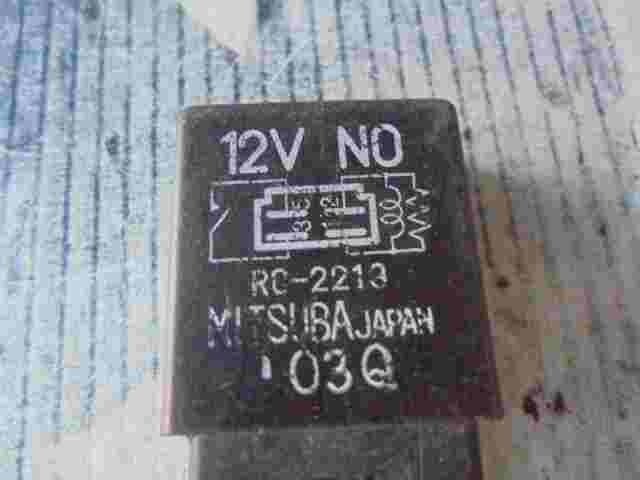 12V NO
RC-2213
MITSUBA JAPAN
'03Q